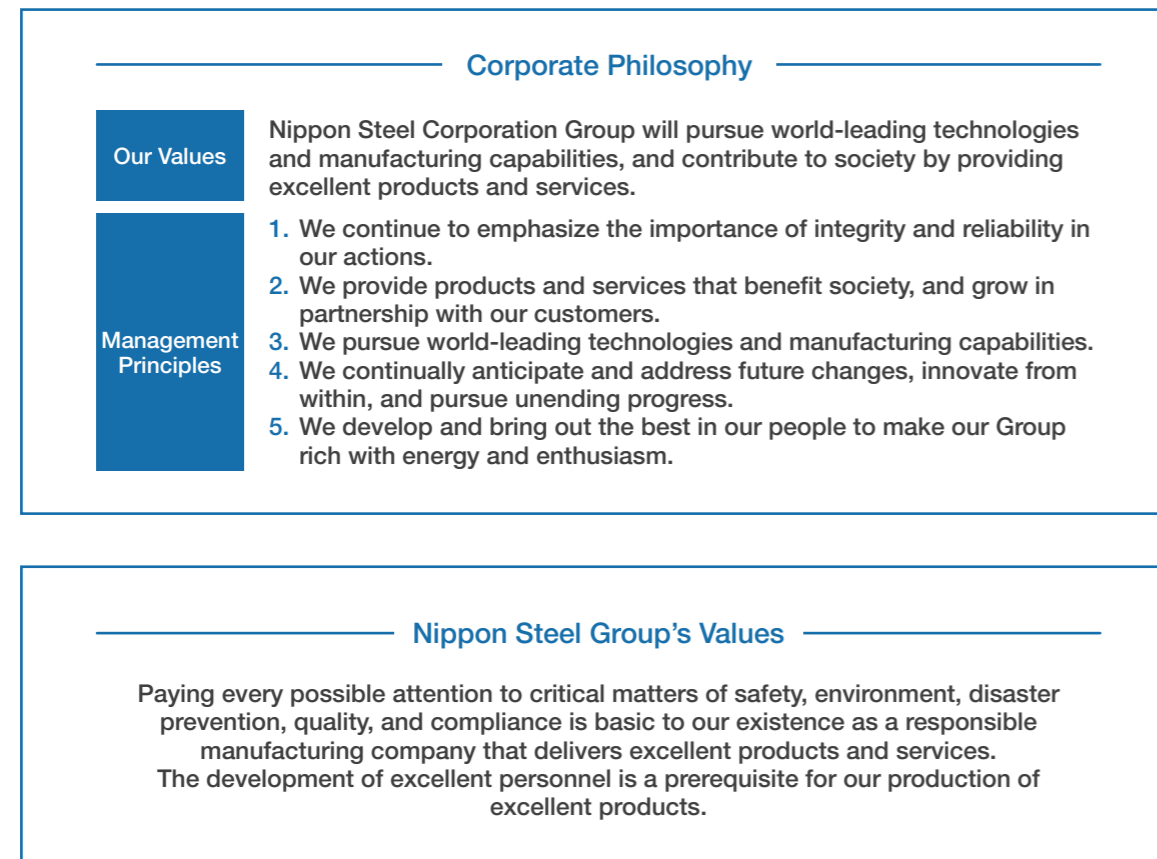 Corporate Philosophy
Our Values
Nippon Steel Corporation Group will pursue world-leading technologies
and manufacturing capabilities, and contribute to society by providing
excellent products and services.
Management
Principles
1. We continue to emphasize the importance of integrity and reliability in
our actions.
2. We provide products and services that benefit society, and grow in
partnership with our customers.
3. We pursue world-leading technologies and manufacturing capabilities.
4. We continually anticipate and address future changes, innovate from
within, and pursue unending progress.
5. We develop and bring out the best in our people to make our Group
rich with energy and enthusiasm.
Nippon Steel Group’s Values
Paying every possible attention to critical matters of safety, environment, disaster
prevention, quality, and compliance is basic to our existence as a responsible
manufacturing company that delivers excellent products and services.
The development of excellent personnel is a prerequisite for our production of
excellent products.